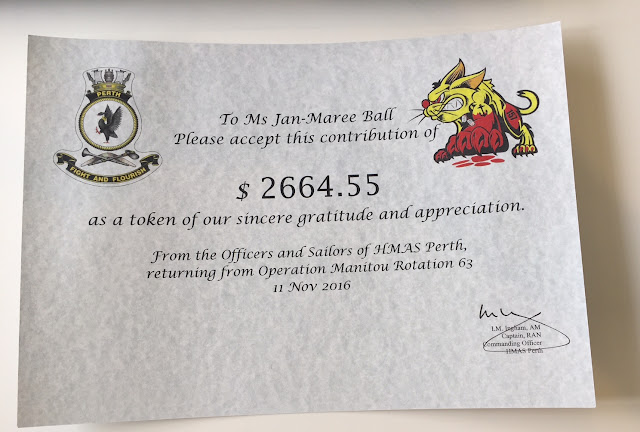 PERTH
FIGHT AND FLOURISH
To Ms Jan-Maree Ball
Please accept this contribution of
$ 2664.55
as a token of our sincere gratitude and appreciation.
From the Officers and Sailors of HMAS Perth,
returning from Operation Manitou Rotation 63
11 Nov 2016
I.M. Ingham, AM
Captain, RAN
Commanding Officer
HMAS Perth